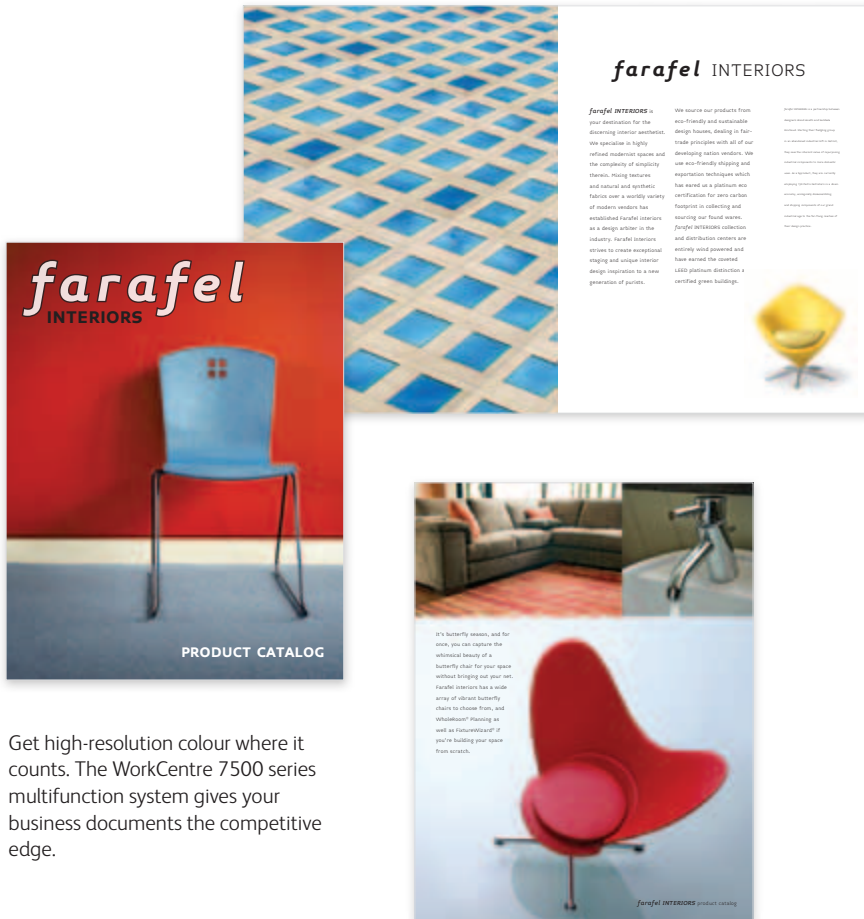 farafel INTERIORS
farafel INTERIORS is
your destination for the
discerning interior aesthetist.
We specialise in highly
refined modernist spaces and
the complexity of simplicity
therein. Mixing textures
and natural and synthetic
fabrics over a worldly variety
of modern vendors has
established Farafel interiors
as a design arbiter in the
industry. Farafel Interiors
strives to create exceptional
staging and unique interior
design inspiration to a new
generation of purists.
We source our products from
eco-friendly and sustainable
design houses, dealing in fair-
trade principles with all of our
developing nation vendors. We
use eco-friendly shipping and
exportation techniques which
has eared us a platinum eco
certification for zero carbon
footprint in collecting and
sourcing our found wares.
farafel INTERIORS collection
and distribution centers are
entirely wind powered and
have earned the coveted
platinum distinction a
certified green buildings.
farafel
INTERIORS
PRODUCT CATALOG
It's butterfly season, and for
once, you can capture the
whimsical beauty of a
butterfly chair for your space
without bringing out your net.
Farafel interiors has a wide
array of vibrant butterfly
chairs to choose from, and
WholeRoom® Planning as
well as FixtureWizard® if
you're building your space
from scratch.
farafel INTERIORS product catalog
Get high-resolution colour where it
counts. The WorkCentre 7500 series
multifunction system gives your
business documents the competitive
edge.